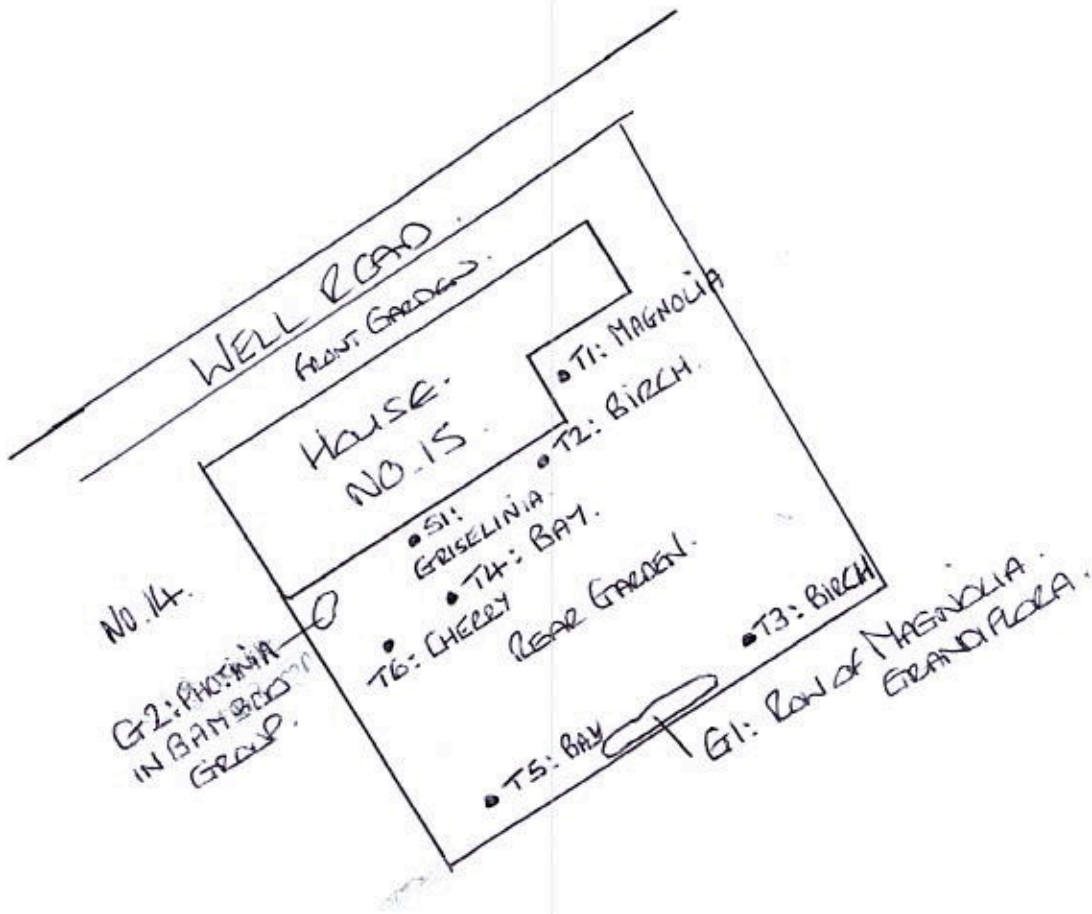 WELL ROAD.
FRONT GARDEN.
HOUSE.
NO. 15.
T1: MAGNOLIA
T2: BIRCH.
S1:
GRISELINIA.
T4: BAY.
T6: CHERRY
REAR GARDEN.
T3: BIRCH
NO. 14.
G2: PHOTINIA
IN BAMBOO
GROUP.
T5: BAY
G1: ROW OF MAGNOLIA.
GRANDIFLORA.